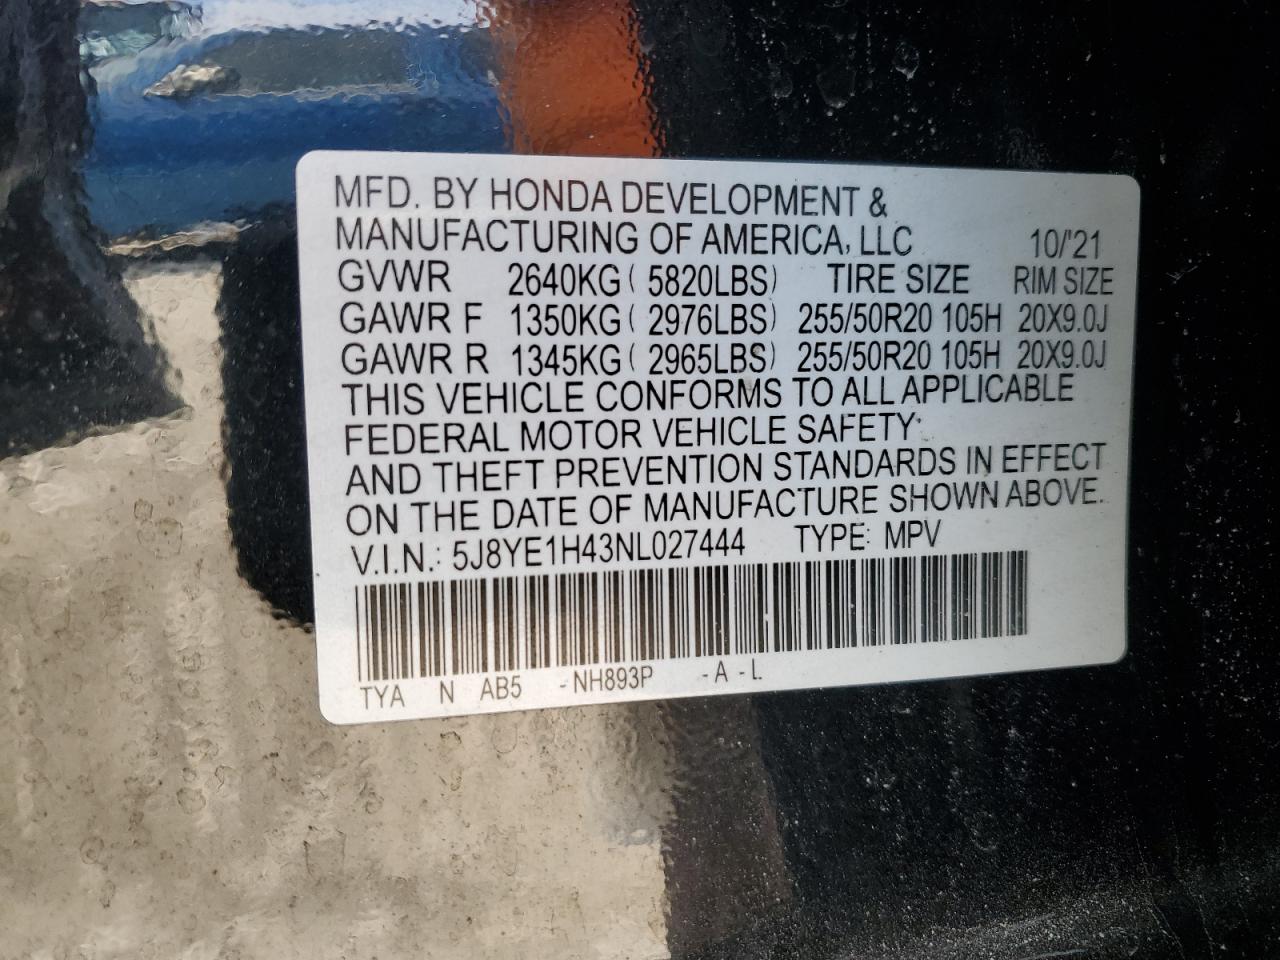 MFD. BY HONDA DEVELOPMENT &
MANUFACTURING OF AMERICA, LLC 10/'21
GVWR 2640KG ( 5820LBS) TIRE SIZE RIM SIZE
GAWR F 1350KG ( 2976LBS) 255/50R20 105H 20X9.0J
GAWR R 1345KG ( 2965LBS) 255/50R20 105H 20X9.0J
THIS VEHICLE CONFORMS TO ALL APPLICABLE
FEDERAL MOTOR VEHICLE SAFETY
AND THEFT PREVENTION STANDARDS IN EFFECT
ON THE DATE OF MANUFACTURE SHOWN ABOVE.
V.I.N.: 5J8YE1H43NL027444 TYPE: MPV
TYA N AB5 -NH893P -A -L